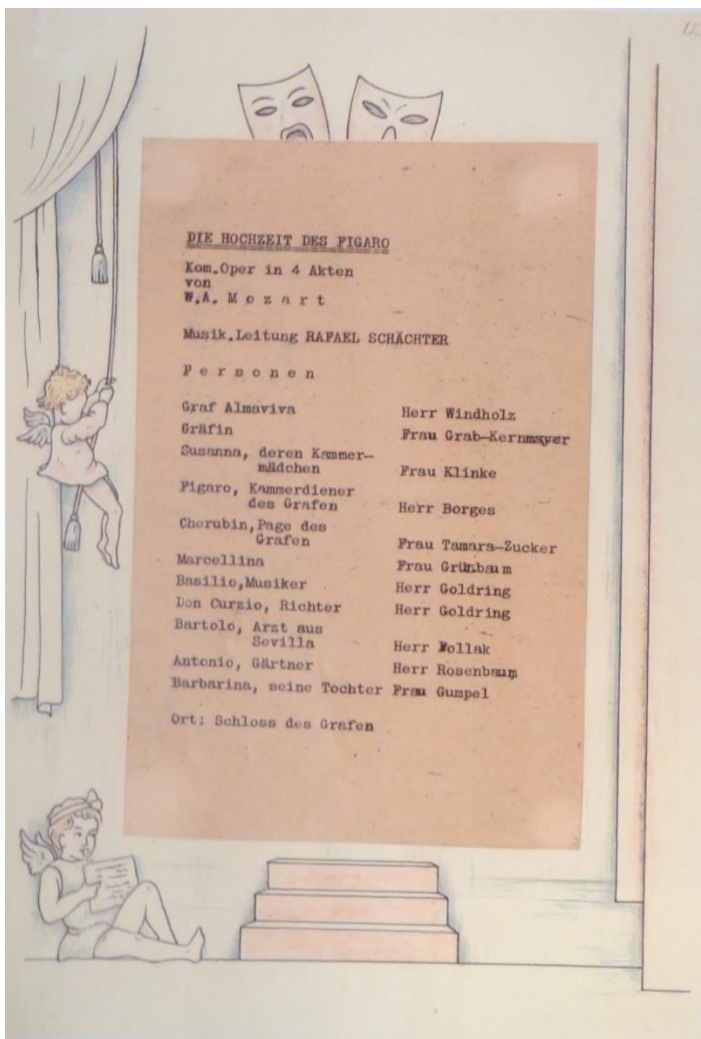 DIE HOCHZEIT DES FIGARO
Kom.Oper in 4 Akten
von
W.A. M o z a r t
Musik.Leitung RAFAEL SCHÄCHTER
P e r s o n e n
Graf Almaviva Herr Windholz
Gräfin Frau Grab-Kernmayer
Susanna, deren Kammer-
mädchen Frau Klinke
Figaro, Kammerdiener
des Grafen Herr Borges
Cherubin,Page des
Grafen Frau Tamara-Zucker
Marcellina Frau Grünbaum
Basilio,Musiker Herr Goldring
Don Curzio, Richter Herr Goldring
Bartolo, Arzt aus
Sevilla Herr
Antonio, Gärtner Herr Rosenbaum
Barbarina, seine Tochter Frau Gumpel
Ort: Schloss des Grafen